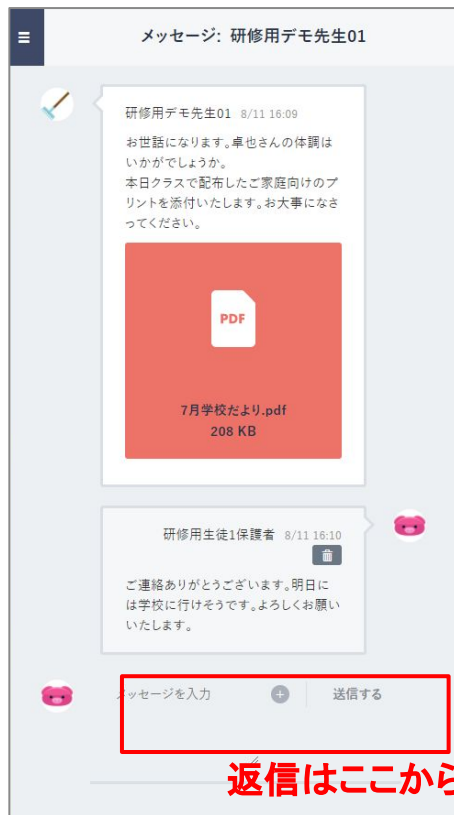 メッセージ: 研修用デモ先生01
研修用デモ先生01 8/11 16:09
お世話になります。卓也さんの体調は
いかがでしょうか。
本日クラスで配布したご家庭向けのプ
リントを添付いたします。お大事になさ
ってください。
PDF
7月学校だより.pdf
208 KB
研修用生徒1保護者 8/11 16:10
ご連絡ありがとうございます。明日に
は学校に行けそうです。よろしくお願い
いたします。
メッセージを入力 送信する
返信はここから